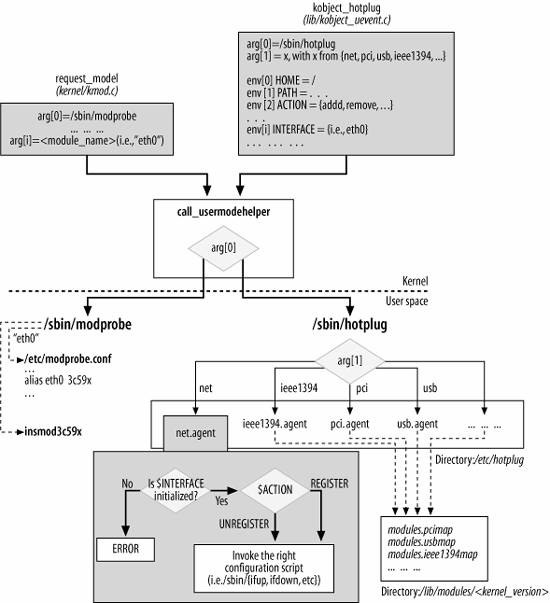 kobject_hotplug
(lib/kobject_uevent.c)
arg[0]=/sbin/hotplug
arg[1] = x, with x from {net, pci, usb, ieee1394, ...}
env[0] HOME = /
env [1] PATH = . . .
env [2] ACTION = {addd, remove, ...}
. . .
env[i] INTERFACE = {i.e., eth0}
... ... ... ...
request_model
(kernel/kmod.c)
arg[0]=/sbin/modprobe
... ... ...
arg[i]=<module_name>(i.e.,"eth0")
call_usermodehelper
arg[0]
Kernel
User space
/sbin/modprobe
"eth0"
/etc/modprobe.conf
...
alias eth0 3c59x
...
insmod3c59x
/sbin/hotplug
arg[1]
net
ieee1394
pci
usb
net.agent
ieee1394.agent
pci.agent
usb.agent
... ... ...
Directory:/etc/hotplug
No
Is $INTERFACE
initialized?
Yes
$ACTION
REGISTER
UNREGISTER
ERROR
Invoke the right
configuration script
(i.e./sbin/{ifup, ifdown, etc})
modules.pcimap
modules.usbmap
modules.ieee1394map
... ... ...
Directory:/lib/modules/<kernel_version>